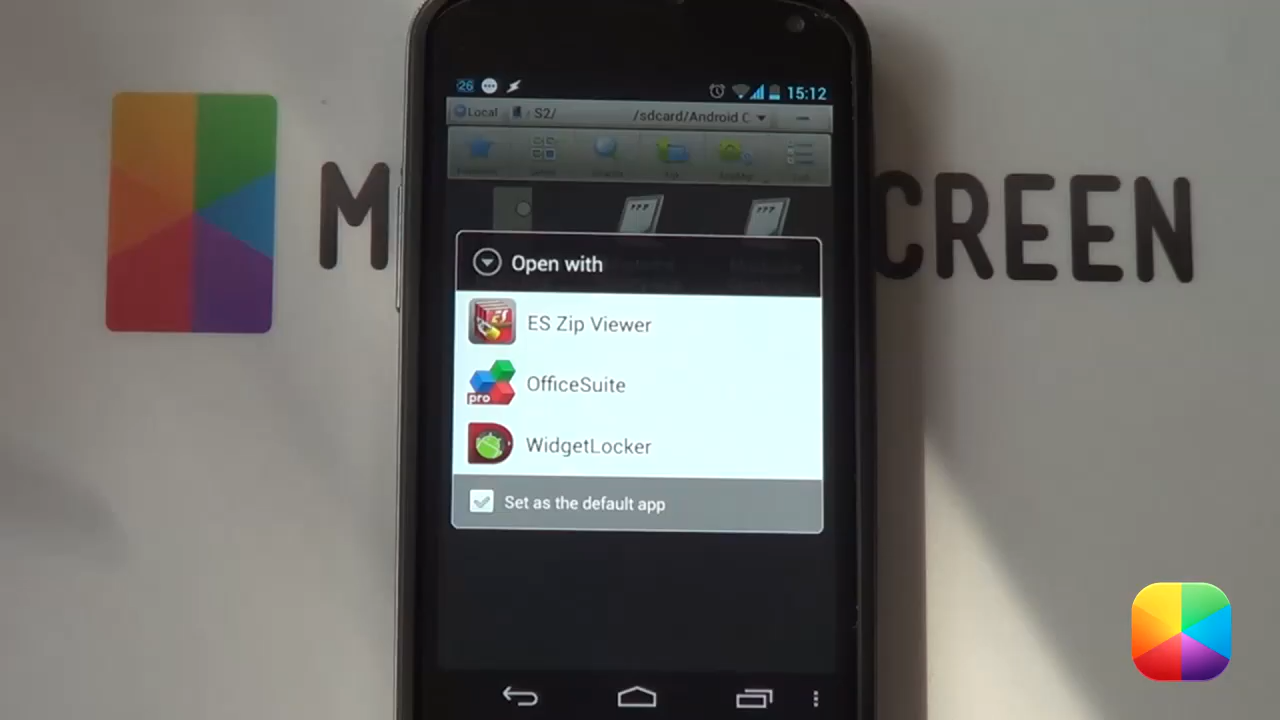 26
15:12
Local
S2/
/sdcard/Android
M
CREEN
Open with
ES Zip Viewer
OfficeSuite
pro
WidgetLocker
Set as the default app